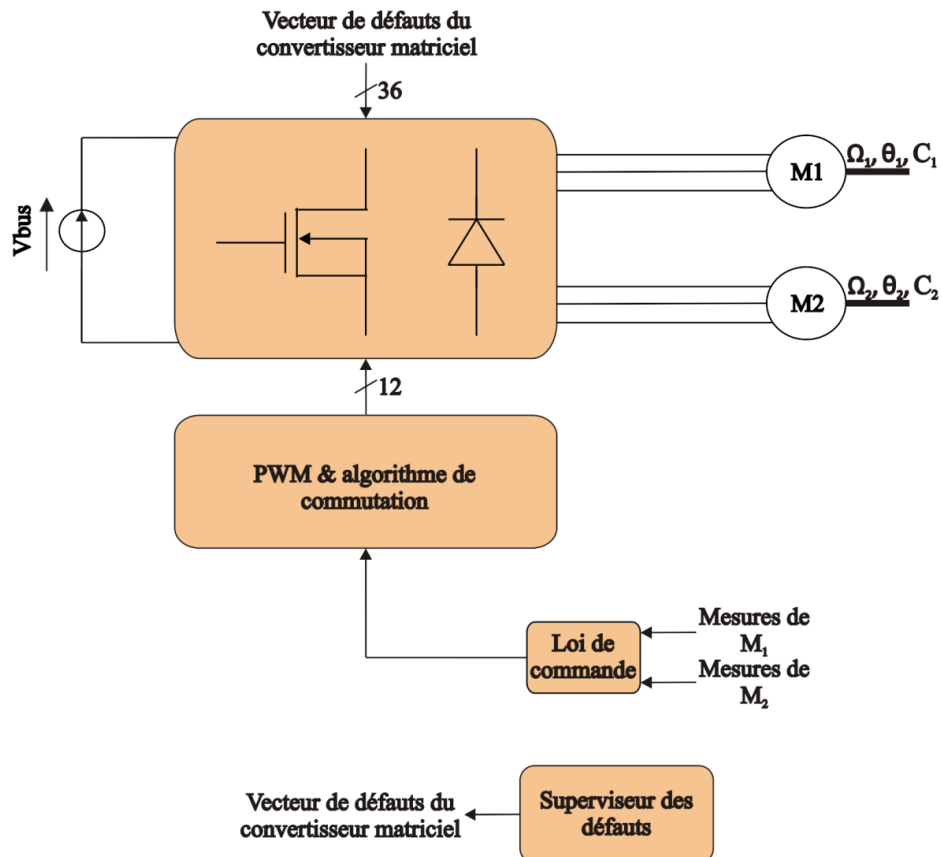 Vecteur de défauts du
convertisseur matriciel
36
Vbus
M1
Ω₁, θ₁, C₁
M2
Ω₂, θ₂, C₂
12
PWM & algorithme de
commutation
Loi de
commande
Mesures de
M₁
Mesures de
M₂
Vecteur de défauts du
convertisseur matriciel
Superviseur des
défauts